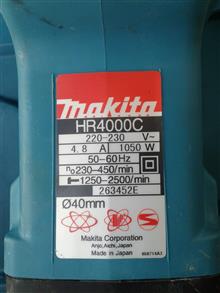 makita
HR4000C
220-230 V~
4.8 A 1050 W
50-60Hz
n₀230-450/min
1250-2500/min
263452E
Ø40mm
Makita Corporation
Anjo, Aichi, Japan
Made in Japan